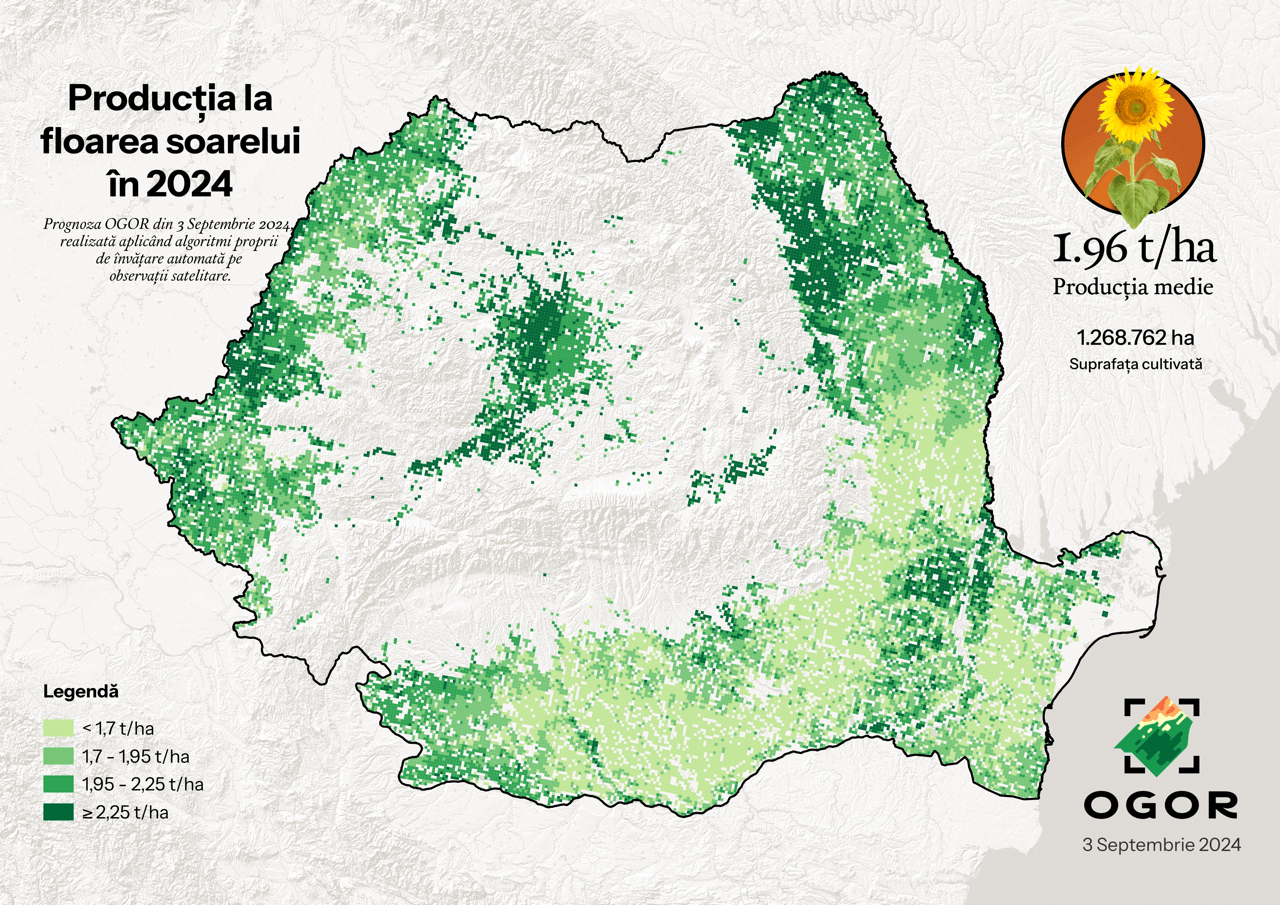 Producția la
floarea soarelui
în 2024
Prognoza OGOR din 3 Septembrie 2024,
realizată aplicând algoritmi proprii
de învățare automată pe
observații satelitare.
1.96 t/ha
Producția medie
1.268.762 ha
Suprafața cultivată
Legendă
< 1,7 t/ha
1,7 - 1,95 t/ha
1,95 - 2,25 t/ha
≥ 2,25 t/ha
OGOR
3 Septembrie 2024